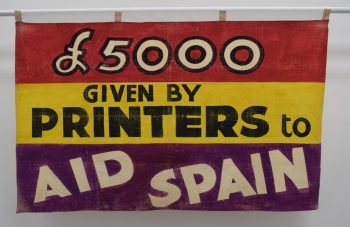 £5000
GIVEN BY
PRINTERS to
AID SPAIN